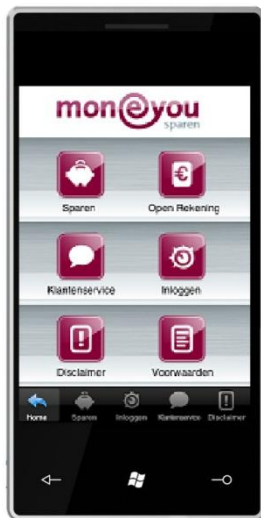 moneyou
sparen
Sparen
Open Rekening
Klantenservice
Inloggen
Disclaimer
Voorwaarden
Home Sparen Inloggen Klantenservice Disclaimer